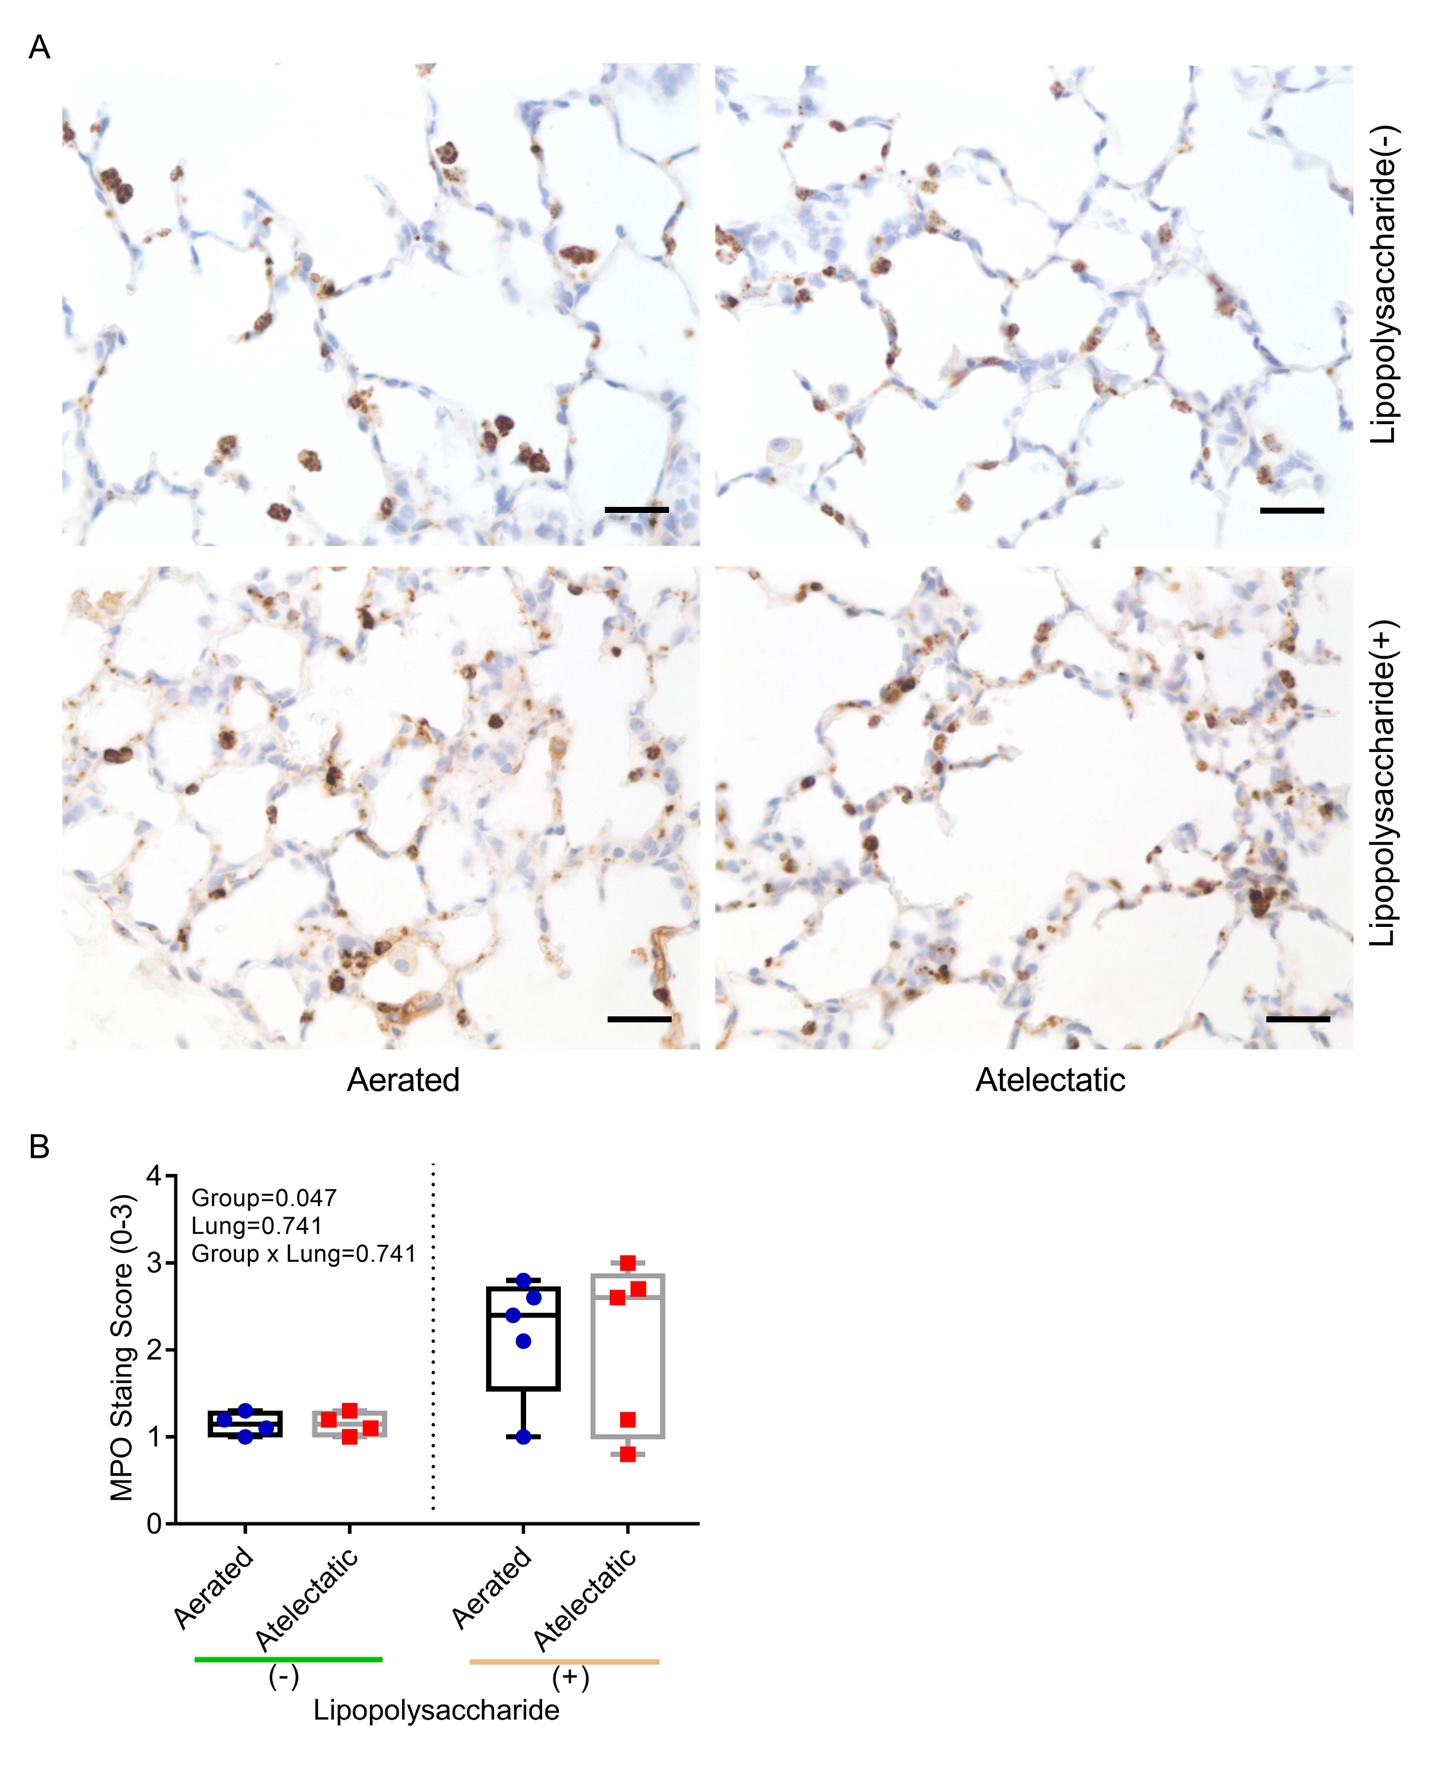 A
Lipopolysaccharide(-)
Lipopolysaccharide(+)
Aerated
Atelectatic
B
MPO Staing Score (0-3)
4
3
2
1
0
Group=0.047
Lung=0.741
Group x Lung=0.741
Aerated
Atelectatic
Aerated
Atelectatic
(-)
(+)
Lipopolysaccharide